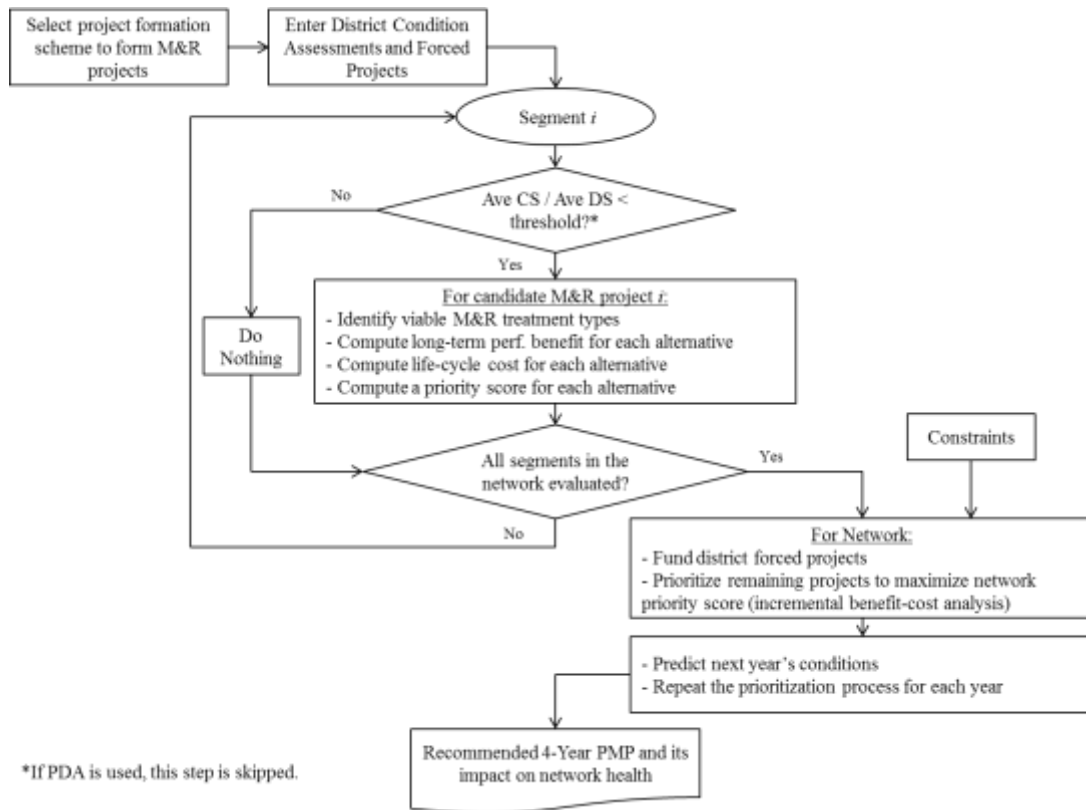 Select project formation
scheme to form M&R
projects
Enter District Condition
Assessments and Forced
Projects
Segment i
No
Ave CS / Ave DS <
threshold?*
Yes
For candidate M&R project i:
- Identify viable M&R treatment types
- Compute long-term perf. benefit for each alternative
- Compute life-cycle cost for each alternative
- Compute a priority score for each alternative
Do
Nothing
All segments in the
network evaluated?
Yes
Constraints
No
For Network:
- Fund district forced projects
- Prioritize remaining projects to maximize network
priority score (incremental benefit-cost analysis)
- Predict next year's conditions
- Repeat the prioritization process for each year
Recommended 4-Year PMP and its
impact on network health
*If PDA is used, this step is skipped.